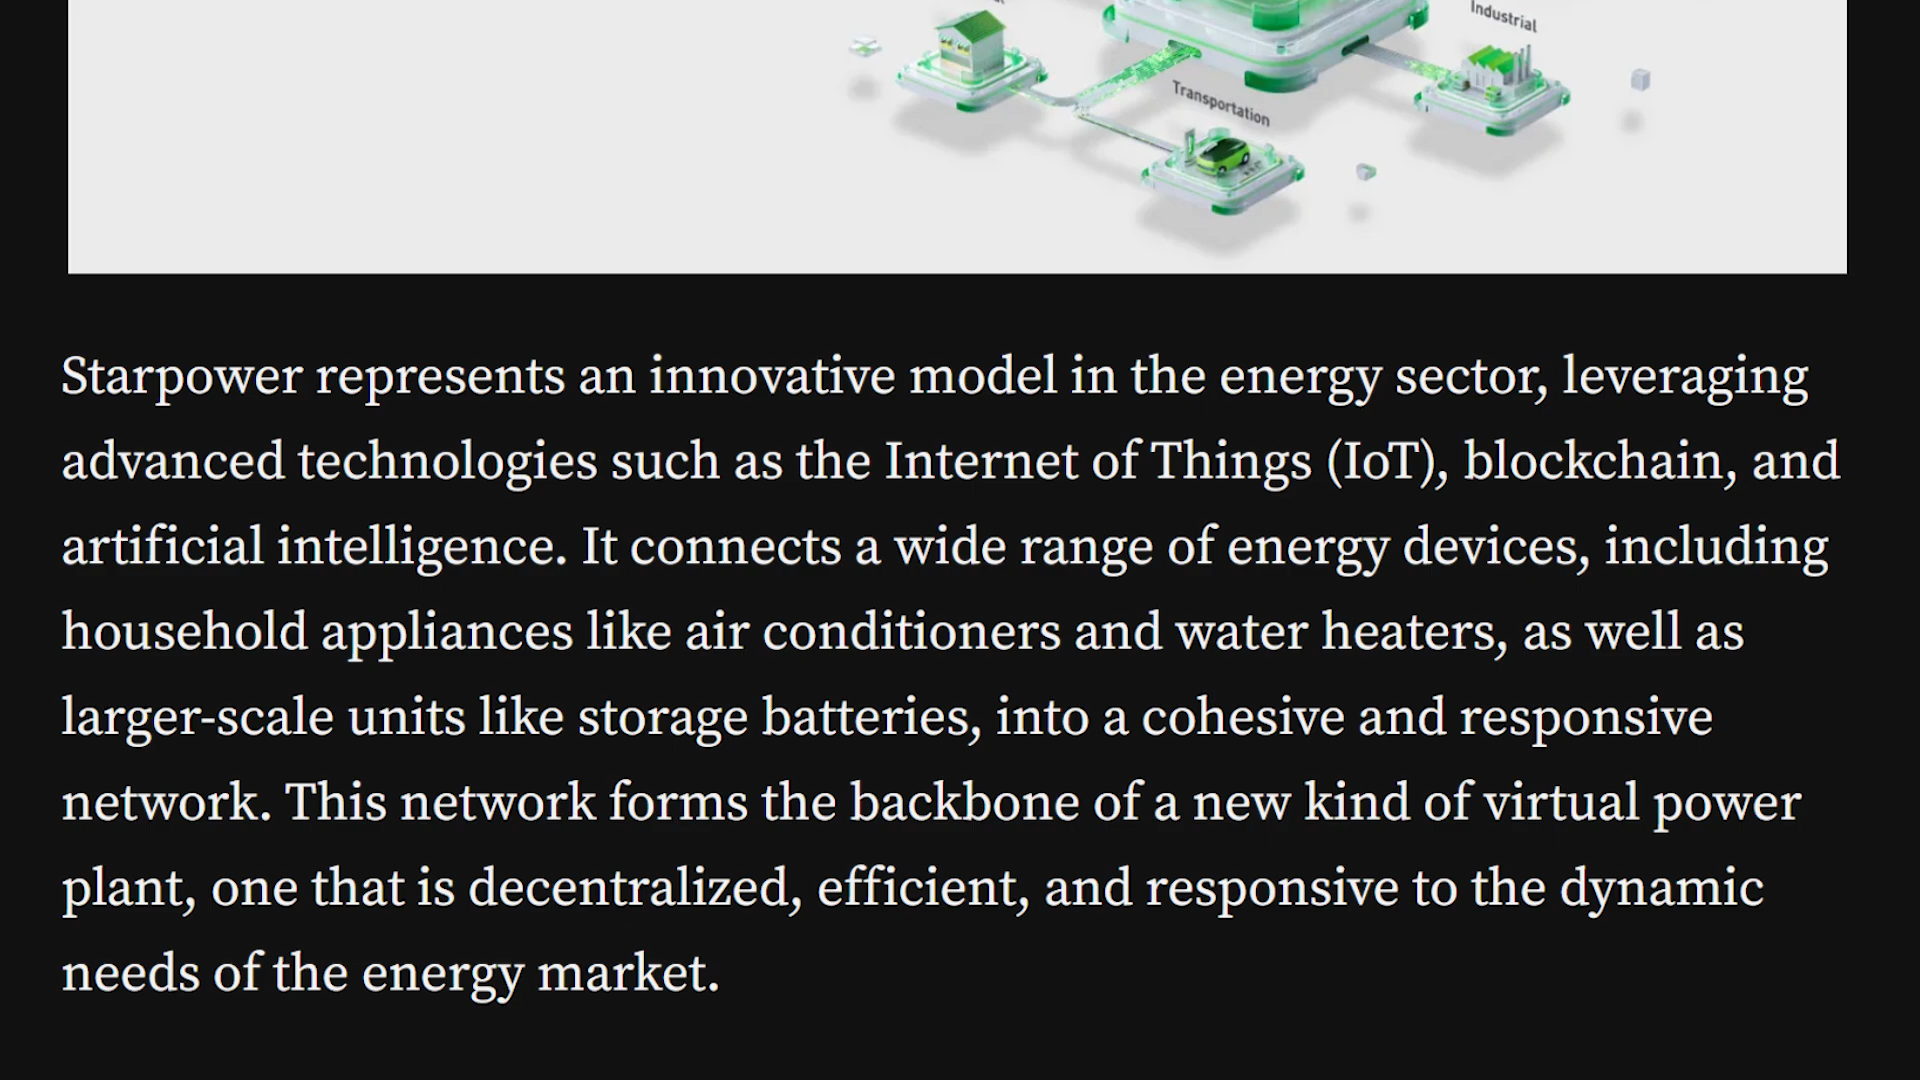 Industrial
Transportation
Starpower represents an innovative model in the energy sector, leveraging
advanced technologies such as the Internet of Things (IoT), blockchain, and
artificial intelligence. It connects a wide range of energy devices, including
household appliances like air conditioners and water heaters, as well as
larger-scale units like storage batteries, into a cohesive and responsive
network. This network forms the backbone of a new kind of virtual power
plant, one that is decentralized, efficient, and responsive to the dynamic
needs of the energy market.